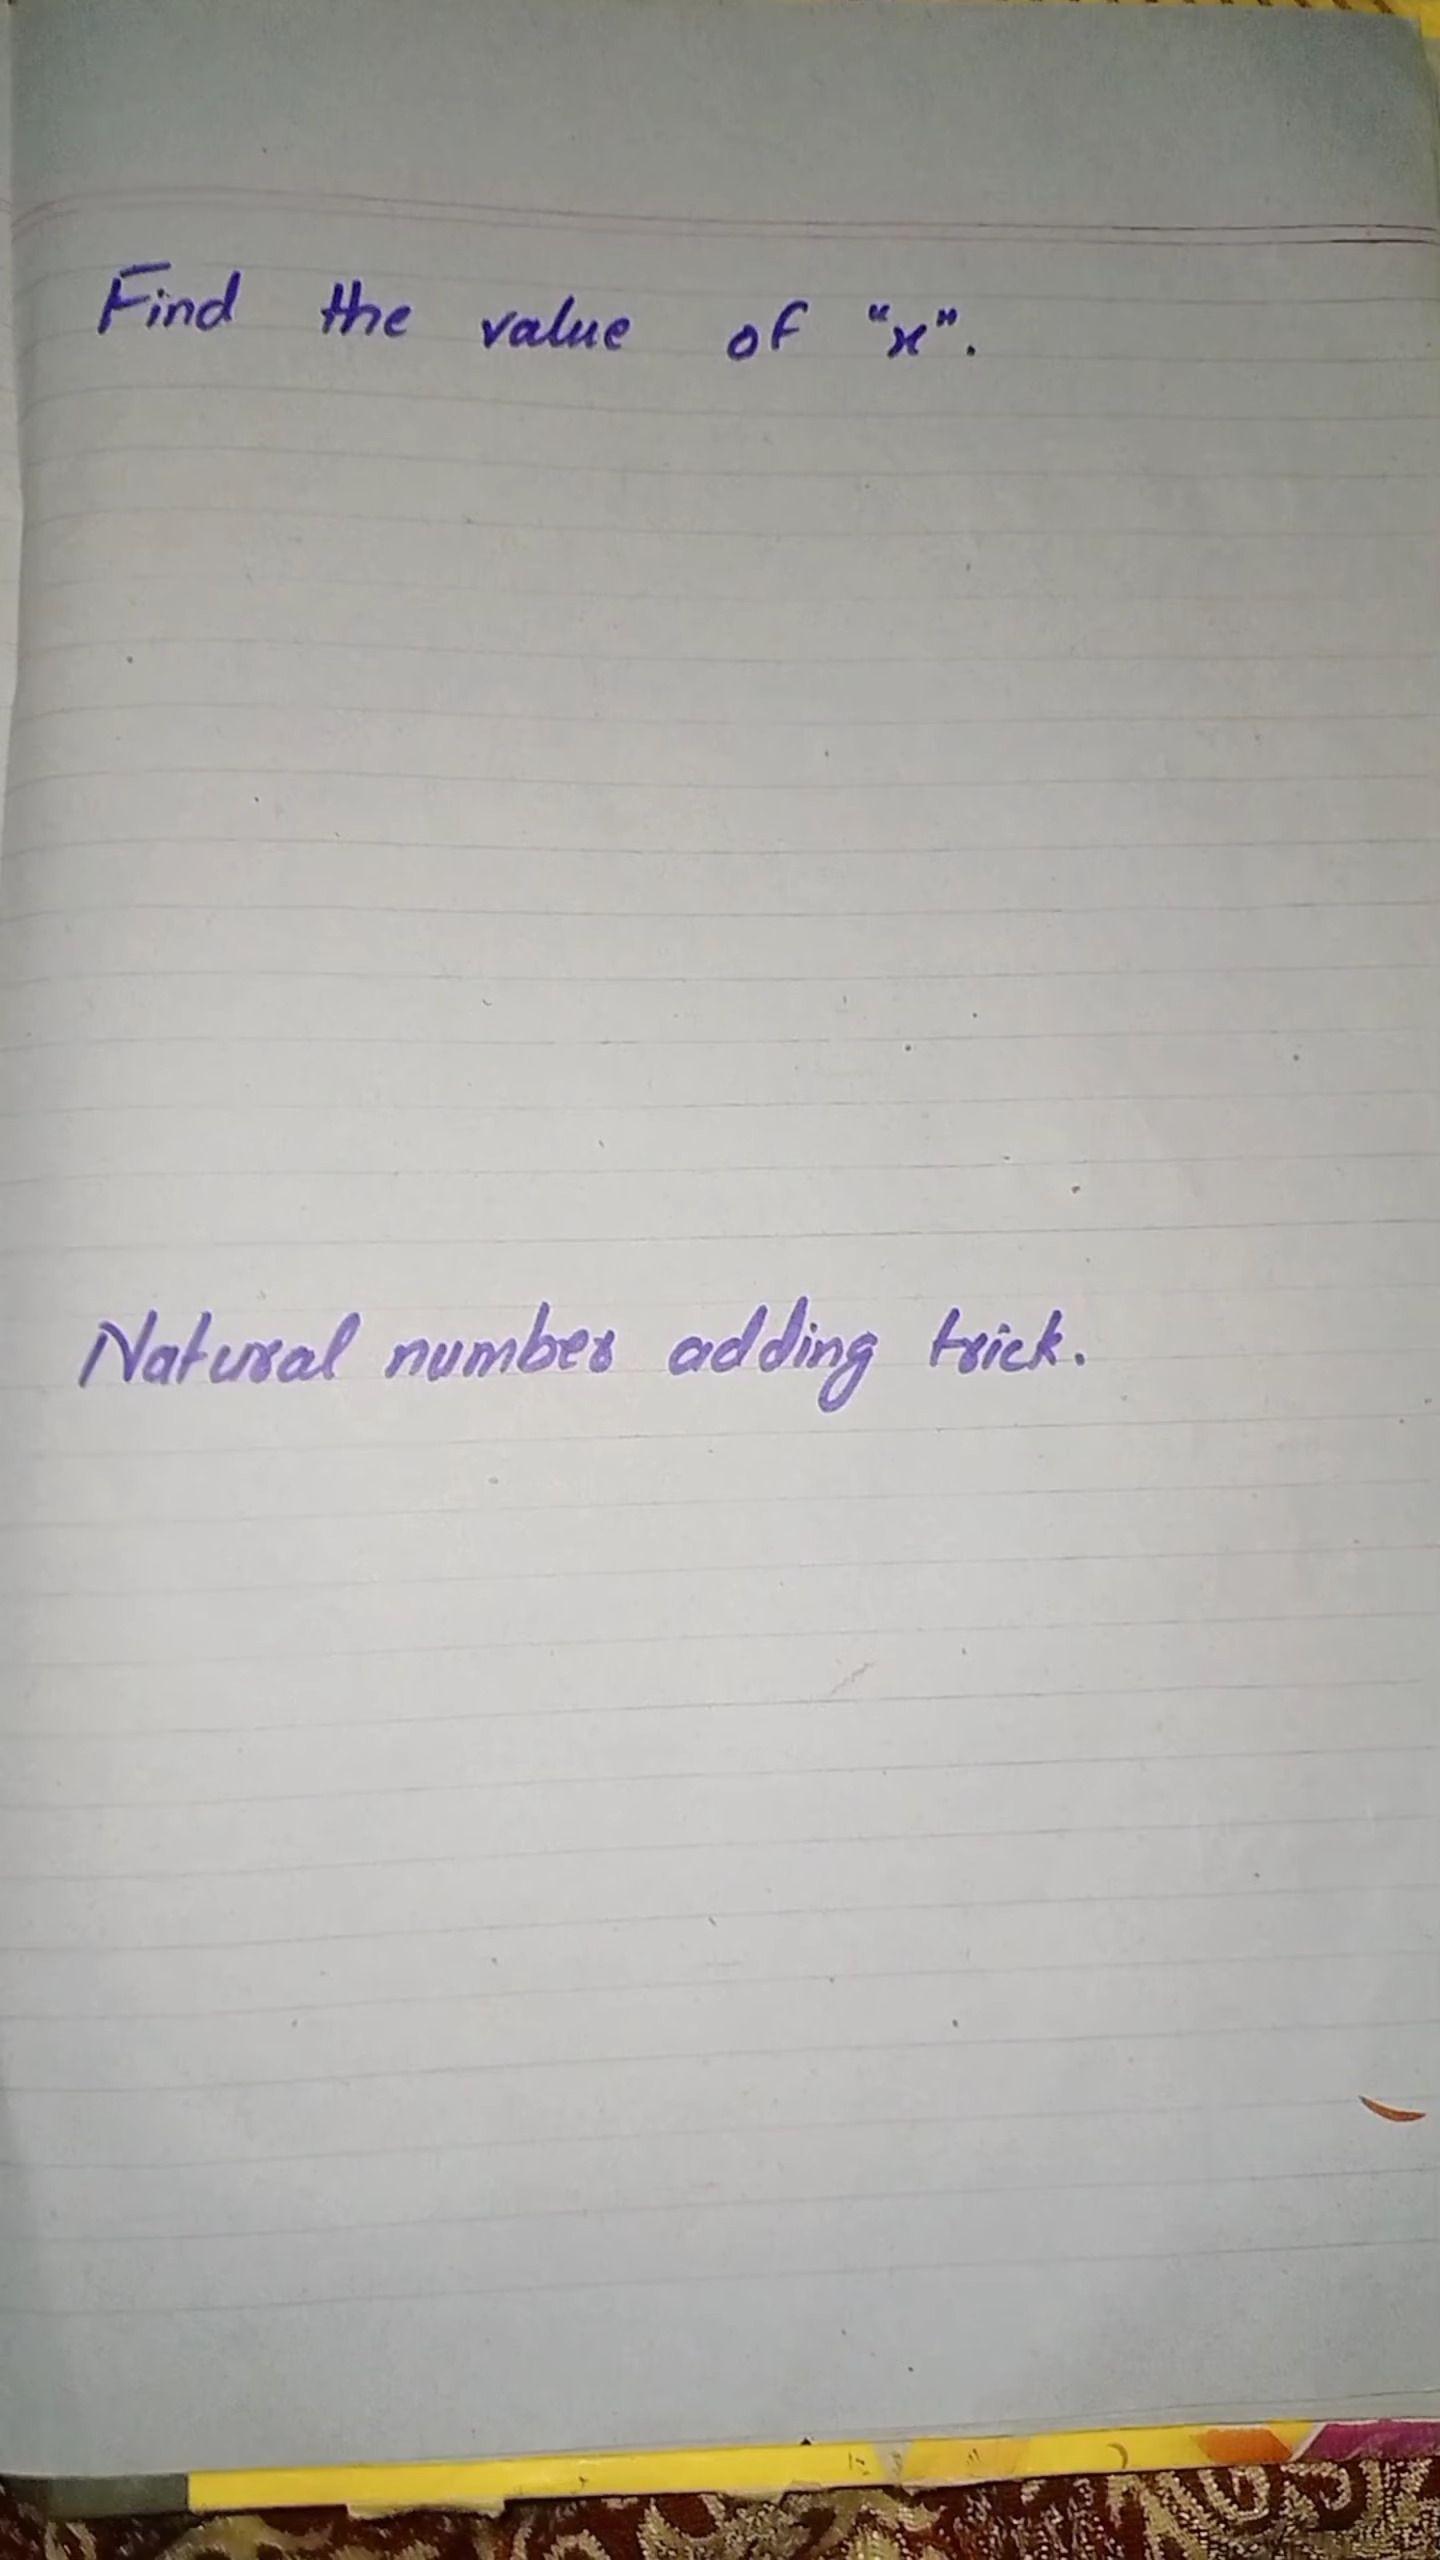 Find the value of "x".
Natural number adding trick.